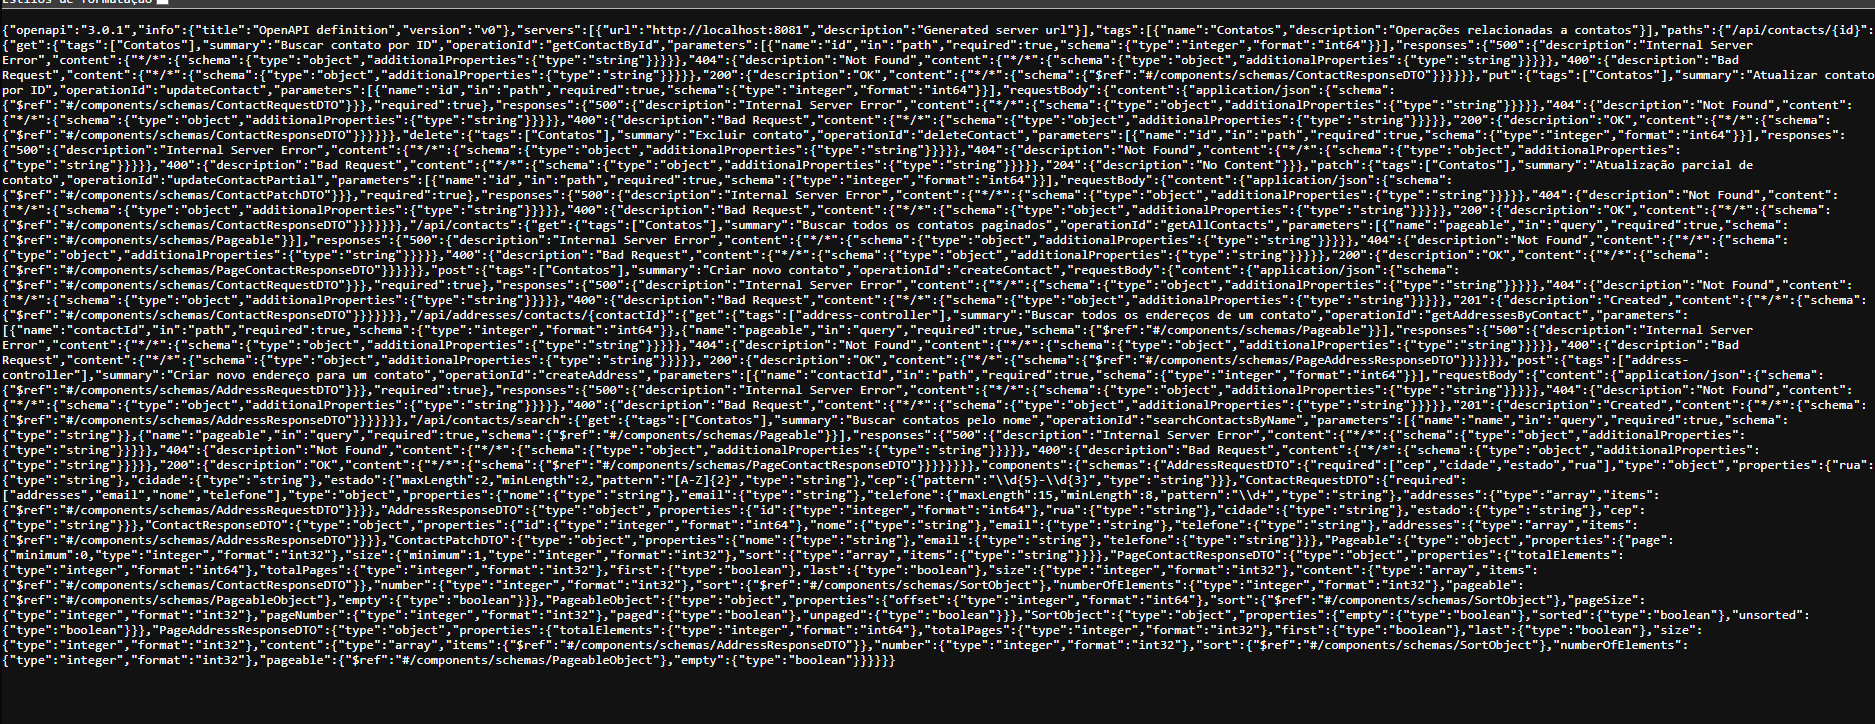 Estilos de formatação
{"openapi":"3.0.1","info":{"title":"OpenAPI definition","version":"v0"},"servers":[{"url":"http://localhost:8081","description":"Generated server url"}],"tags":[{"name":"Contatos","description":"Operações relacionadas a contatos"}],"paths":{"/api/contacts/{id}":
{"get":{"tags":["Contatos"],"summary":"Buscar contato por ID","operationId":"getContactById","parameters":[{"name":"id","in":"path","required":true,"schema":{"type":"integer","format":"int64"}}],"responses":{"500":{"description":"Internal Server
Error","content":{"*/*":{"schema":{"type":"object","additionalProperties":{"type":"string"}}}}},"404":{"description":"Not Found","content":{"*/*":{"schema":{"type":"object","additionalProperties":{"type":"string"}}}}},"400":{"description":"Bad
Request","content":{"*/*":{"schema":{"type":"object","additionalProperties":{"type":"string"}}}}},"200":{"description":"OK","content":{"*/*":{"schema":{"$ref":"#/components/schemas/ContactResponseDTO"}}}}}},"put":{"tags":["Contatos"],"summary":"Atualizar contato
por ID","operationId":"updateContact","parameters":[{"name":"id","in":"path","required":true,"schema":{"type":"integer","format":"int64"}}],"requestBody":{"content":{"application/json":{"schema":
{"$ref":"#/components/schemas/ContactRequestDTO"}}},"required":true},"responses":{"500":{"description":"Internal Server Error","content":{"*/*":{"schema":{"type":"object","additionalProperties":{"type":"string"}}}}},"404":{"description":"Not Found","content":
{"*/*":{"schema":{"type":"object","additionalProperties":{"type":"string"}}}}},"400":{"description":"Bad Request","content":{"*/*":{"schema":{"type":"object","additionalProperties":{"type":"string"}}}}},"200":{"description":"OK","content":{"*/*":{"schema":
{"$ref":"#/components/schemas/ContactResponseDTO"}}}}}},"delete":{"tags":["Contatos"],"summary":"Excluir contato","operationId":"deleteContact","parameters":[{"name":"id","in":"path","required":true,"schema":{"type":"integer","format":"int64"}}],"responses":
{"500":{"description":"Internal Server Error","content":{"*/*":{"schema":{"type":"object","additionalProperties":{"type":"string"}}}}},"404":{"description":"Not Found","content":{"*/*":{"schema":{"type":"object","additionalProperties":
{"type":"string"}}}}},"400":{"description":"Bad Request","content":{"*/*":{"schema":{"type":"object","additionalProperties":{"type":"string"}}}}},"204":{"description":"No Content"}}},"patch":{"tags":["Contatos"],"summary":"Atualização parcial de
contato","operationId":"updateContactPartial","parameters":[{"name":"id","in":"path","required":true,"schema":{"type":"integer","format":"int64"}}],"requestBody":{"content":{"application/json":{"schema":
{"$ref":"#/components/schemas/ContactPatchDTO"}}},"required":true},"responses":{"500":{"description":"Internal Server Error","content":{"*/*":{"schema":{"type":"object","additionalProperties":{"type":"string"}}}}},"404":{"description":"Not Found","content":
{"*/*":{"schema":{"type":"object","additionalProperties":{"type":"string"}}}}},"400":{"description":"Bad Request","content":{"*/*":{"schema":{"type":"object","additionalProperties":{"type":"string"}}}}},"200":{"description":"OK","content":{"*/*":{"schema":
{"$ref":"#/components/schemas/ContactResponseDTO"}}}}}}},"/api/contacts":{"get":{"tags":["Contatos"],"summary":"Buscar todos os contatos paginados","operationId":"getAllContacts","parameters":[{"name":"pageable","in":"query","required":true,"schema":
{"$ref":"#/components/schemas/Pageable"}}],"responses":{"500":{"description":"Internal Server Error","content":{"*/*":{"schema":{"type":"object","additionalProperties":{"type":"string"}}}}},"404":{"description":"Not Found","content":{"*/*":{"schema":
{"type":"object","additionalProperties":{"type":"string"}}}}},"400":{"description":"Bad Request","content":{"*/*":{"schema":{"type":"object","additionalProperties":{"type":"string"}}}}},"200":{"description":"OK","content":{"*/*":{"schema":
{"$ref":"#/components/schemas/PageContactResponseDTO"}}}}}},"post":{"tags":["Contatos"],"summary":"Criar novo contato","operationId":"createContact","requestBody":{"content":{"application/json":{"schema":
{"$ref":"#/components/schemas/ContactRequestDTO"}}},"required":true},"responses":{"500":{"description":"Internal Server Error","content":{"*/*":{"schema":{"type":"object","additionalProperties":{"type":"string"}}}}},"404":{"description":"Not Found","content":
{"*/*":{"schema":{"type":"object","additionalProperties":{"type":"string"}}}}},"400":{"description":"Bad Request","content":{"*/*":{"schema":{"type":"object","additionalProperties":{"type":"string"}}}}},"201":{"description":"Created","content":{"*/*":{"schema":
{"$ref":"#/components/schemas/ContactResponseDTO"}}}}}}},"/api/addresses/contacts/{contactId}":{"get":{"tags":["address-controller"],"summary":"Buscar todos os endereços de um contato","operationId":"getAddressesByContact","parameters":
[{"name":"contactId","in":"path","required":true,"schema":{"type":"integer","format":"int64"}},{"name":"pageable","in":"query","required":true,"schema":{"$ref":"#/components/schemas/Pageable"}}],"responses":{"500":{"description":"Internal Server
Error","content":{"*/*":{"schema":{"type":"object","additionalProperties":{"type":"string"}}}}},"404":{"description":"Not Found","content":{"*/*":{"schema":{"type":"object","additionalProperties":{"type":"string"}}}}},"400":{"description":"Bad
Request","content":{"*/*":{"schema":{"type":"object","additionalProperties":{"type":"string"}}}}},"200":{"description":"OK","content":{"*/*":{"schema":{"$ref":"#/components/schemas/PageAddressResponseDTO"}}}}}},"post":{"tags":["address-
controller"],"summary":"Criar novo endereço para um contato","operationId":"createAddress","parameters":[{"name":"contactId","in":"path","required":true,"schema":{"type":"integer","format":"int64"}}],"requestBody":{"content":{"application/json":{"schema":
{"$ref":"#/components/schemas/AddressRequestDTO"}}},"required":true},"responses":{"500":{"description":"Internal Server Error","content":{"*/*":{"schema":{"type":"object","additionalProperties":{"type":"string"}}}}},"404":{"description":"Not Found","content":
{"*/*":{"schema":{"type":"object","additionalProperties":{"type":"string"}}}}},"400":{"description":"Bad Request","content":{"*/*":{"schema":{"type":"object","additionalProperties":{"type":"string"}}}}},"201":{"description":"Created","content":{"*/*":{"schema":
{"$ref":"#/components/schemas/AddressResponseDTO"}}}}}}},"/api/contacts/search":{"get":{"tags":["Contatos"],"summary":"Buscar contatos pelo nome","operationId":"searchContactsByName","parameters":[{"name":"name","in":"query","required":true,"schema":
{"type":"string"}},{"name":"pageable","in":"query","required":true,"schema":{"$ref":"#/components/schemas/Pageable"}}],"responses":{"500":{"description":"Internal Server Error","content":{"*/*":{"schema":{"type":"object","additionalProperties":
{"type":"string"}}}}},"404":{"description":"Not Found","content":{"*/*":{"schema":{"type":"object","additionalProperties":{"type":"string"}}}}},"400":{"description":"Bad Request","content":{"*/*":{"schema":{"type":"object","additionalProperties":
{"type":"string"}}}}},"200":{"description":"OK","content":{"*/*":{"schema":{"$ref":"#/components/schemas/PageContactResponseDTO"}}}}}}}},"components":{"schemas":{"AddressRequestDTO":{"required":["cep","cidade","estado","rua"],"type":"object","properties":{"rua":
{"type":"string"},"cidade":{"type":"string"},"estado":{"maxLength":2,"minLength":2,"pattern":"[A-Z]{2}","type":"string"},"cep":{"pattern":"\\d{5}-\\d{3}","type":"string"}}},"ContactRequestDTO":{"required":
["addresses","email","nome","telefone"],"type":"object","properties":{"nome":{"type":"string"},"email":{"type":"string"},"telefone":{"maxLength":15,"minLength":8,"pattern":"\\d+","type":"string"},"addresses":{"type":"array","items":
{"$ref":"#/components/schemas/AddressRequestDTO"}}}},"AddressResponseDTO":{"type":"object","properties":{"id":{"type":"integer","format":"int64"},"rua":{"type":"string"},"cidade":{"type":"string"},"estado":{"type":"string"},"cep":
{"type":"string"}}},"ContactResponseDTO":{"type":"object","properties":{"id":{"type":"integer","format":"int64"},"nome":{"type":"string"},"email":{"type":"string"},"telefone":{"type":"string"},"addresses":{"type":"array","items":
{"$ref":"#/components/schemas/AddressResponseDTO"}}}},"ContactPatchDTO":{"type":"object","properties":{"nome":{"type":"string"},"email":{"type":"string"},"telefone":{"type":"string"}}},"Pageable":{"type":"object","properties":{"page":
{"minimum":0,"type":"integer","format":"int32"},"size":{"minimum":1,"type":"integer","format":"int32"},"sort":{"type":"array","items":{"type":"string"}}}},"PageContactResponseDTO":{"type":"object","properties":{"totalElements":
{"type":"integer","format":"int64"},"totalPages":{"type":"integer","format":"int32"},"first":{"type":"boolean"},"last":{"type":"boolean"},"size":{"type":"integer","format":"int32"},"content":{"type":"array","items":
{"$ref":"#/components/schemas/ContactResponseDTO"}},"number":{"type":"integer","format":"int32"},"sort":{"$ref":"#/components/schemas/SortObject"},"numberOfElements":{"type":"integer","format":"int32"},"pageable":
{"$ref":"#/components/schemas/PageableObject"},"empty":{"type":"boolean"}}},"PageableObject":{"type":"object","properties":{"offset":{"type":"integer","format":"int64"},"sort":{"$ref":"#/components/schemas/SortObject"},"pageSize":
{"type":"integer","format":"int32"},"pageNumber":{"type":"integer","format":"int32"},"paged":{"type":"boolean"},"unpaged":{"type":"boolean"}}},"SortObject":{"type":"object","properties":{"empty":{"type":"boolean"},"sorted":{"type":"boolean"},"unsorted":
{"type":"boolean"}}},"PageAddressResponseDTO":{"type":"object","properties":{"totalElements":{"type":"integer","format":"int64"},"totalPages":{"type":"integer","format":"int32"},"first":{"type":"boolean"},"last":{"type":"boolean"},"size":
{"type":"integer","format":"int32"},"content":{"type":"array","items":{"$ref":"#/components/schemas/AddressResponseDTO"}},"number":{"type":"integer","format":"int32"},"sort":{"$ref":"#/components/schemas/SortObject"},"numberOfElements":
{"type":"integer","format":"int32"},"pageable":{"$ref":"#/components/schemas/PageableObject"},"empty":{"type":"boolean"}}}}}}